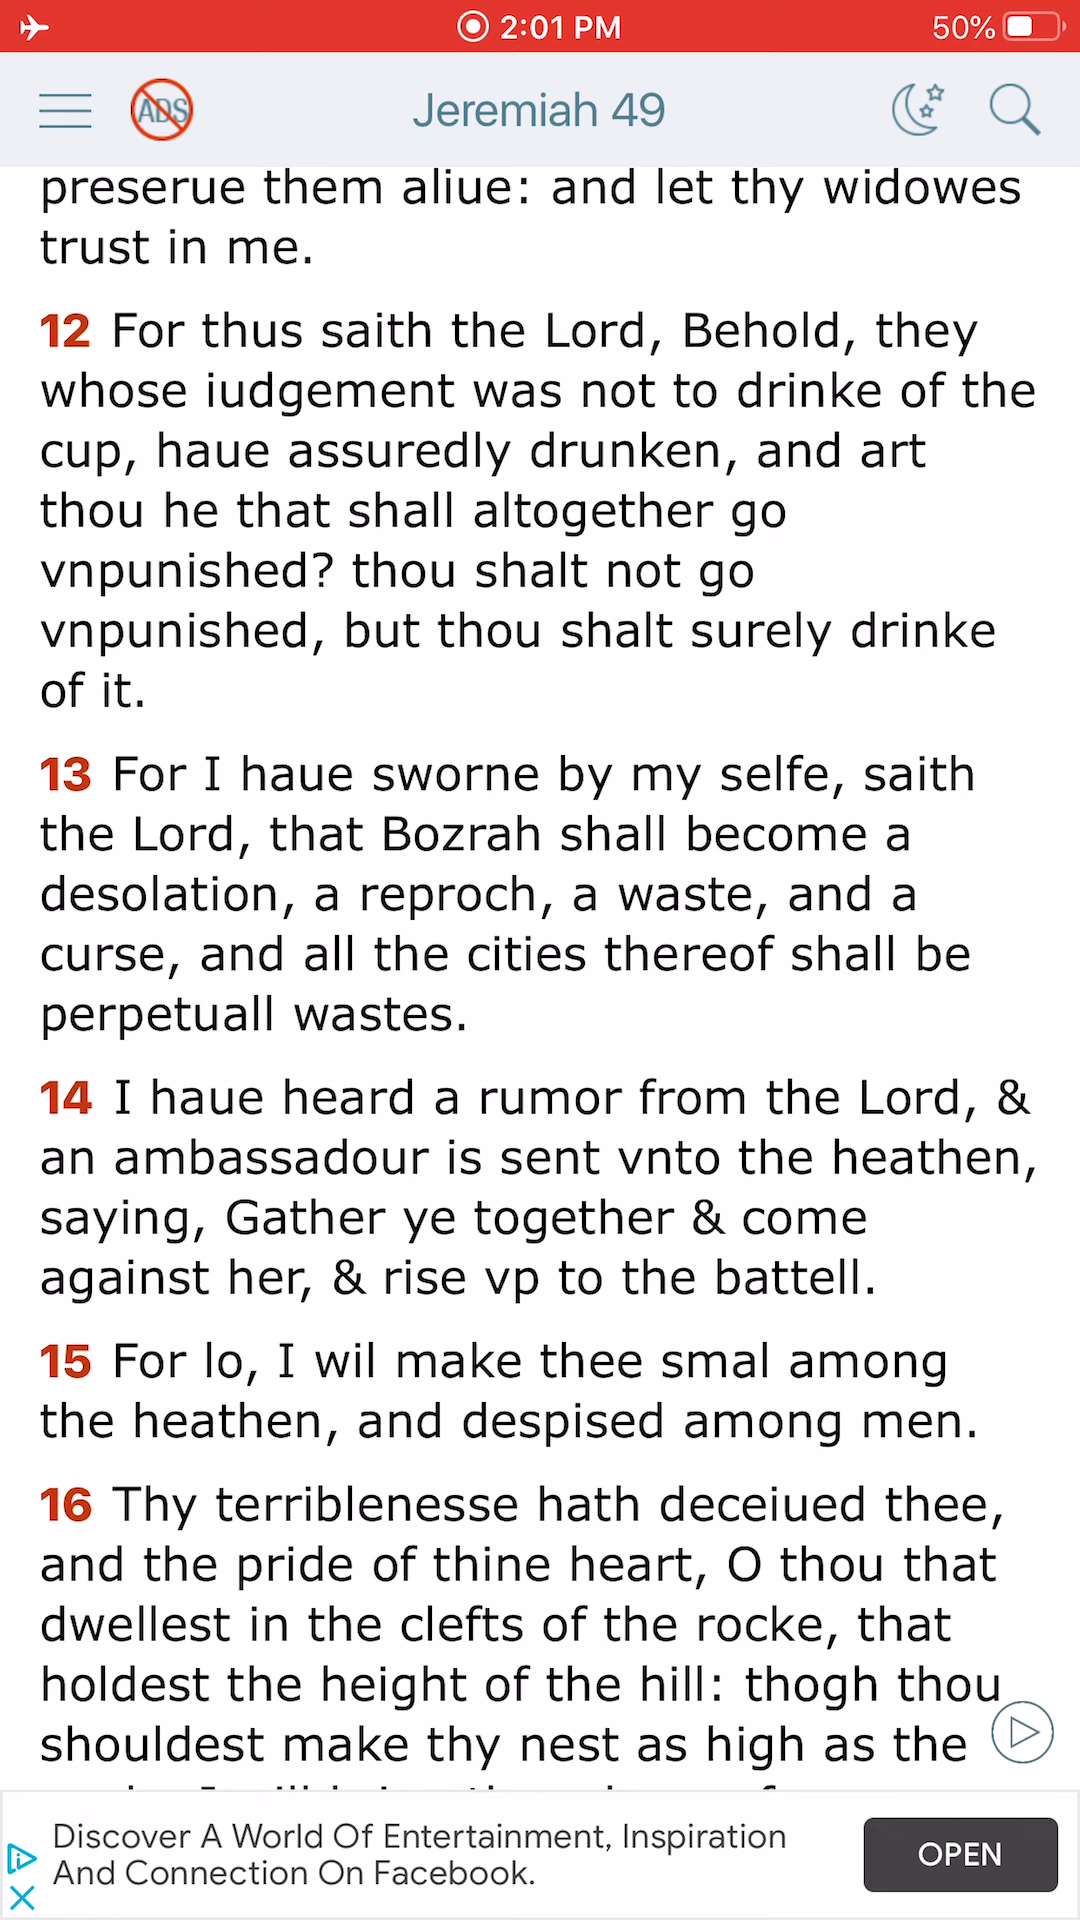 2:01 PM
50%
ADS
Jeremiah 49
preserue them aliue: and let thy widowes
trust in me.
12 For thus saith the Lord, Behold, they
whose iudgement was not to drinke of the
cup, haue assuredly drunken, and art
thou he that shall altogether go
vnpunished? thou shalt not go
vnpunished, but thou shalt surely drinke
of it.
13 For I haue sworne by my selfe, saith
the Lord, that Bozrah shall become a
desolation, a reproch, a waste, and a
curse, and all the cities thereof shall be
perpetuall wastes.
14 I haue heard a rumor from the Lord, &
an ambassadour is sent vnto the heathen,
saying, Gather ye together & come
against her, & rise vp to the battell.
15 For lo, I wil make thee smal among
the heathen, and despised among men.
16 Thy terriblenesse hath deceiued thee,
and the pride of thine heart, O thou that
dwellest in the clefts of the rocke, that
holdest the height of the hill: thogh thou
shouldest make thy nest as high as the
Discover A World Of Entertainment, Inspiration
And Connection On Facebook.
OPEN